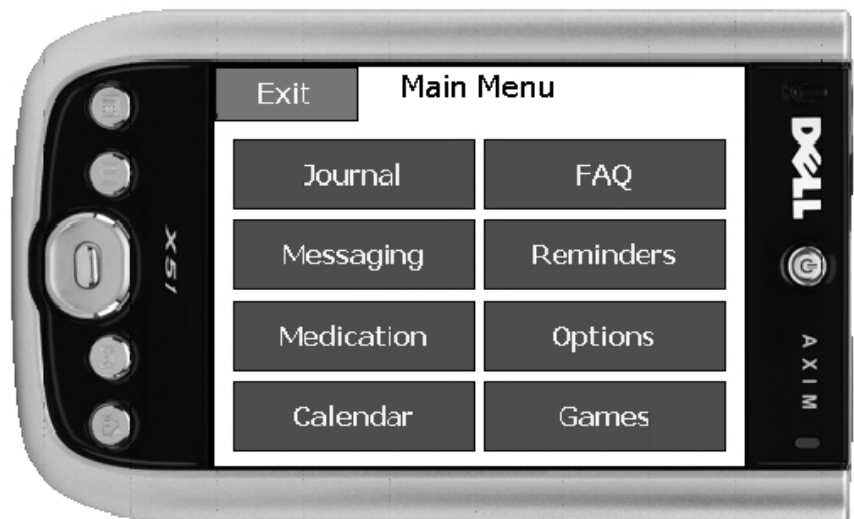 Exit
Main Menu
Journal
FAQ
Messaging
Reminders
Medication
Options
Calendar
Games
X51
DELL
AXIM